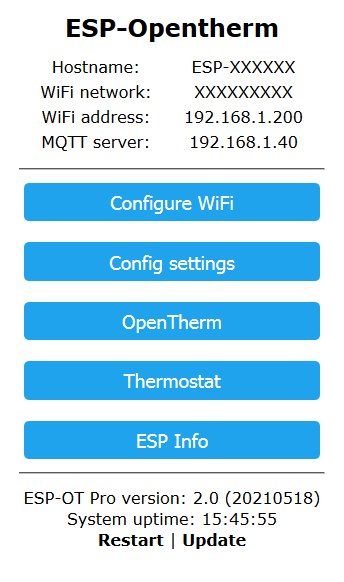 ESP-Opentherm
Hostname: ESP-XXXXXX
WiFi network: XXXXXXXXX
WiFi address: 192.168.1.200
MQTT server: 192.168.1.40
Configure WiFi
Config settings
OpenTherm
Thermostat
ESP Info
ESP-OT Pro version: 2.0 (20210518)
System uptime: 15:45:55
Restart | Update